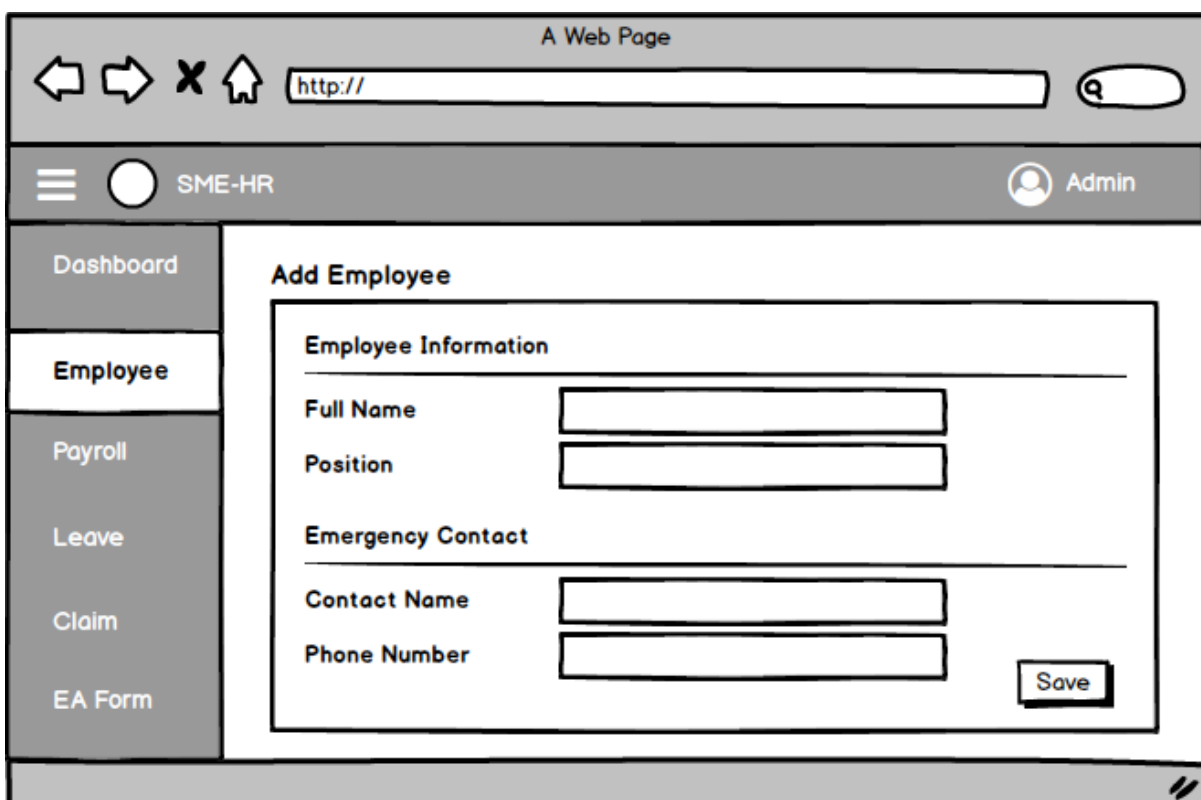 A Web Page
http://
SME-HR
Admin
Dashboard
Employee
Payroll
Leave
Claim
EA Form
Add Employee
Employee Information
Full Name
Position
Emergency Contact
Contact Name
Phone Number
Save